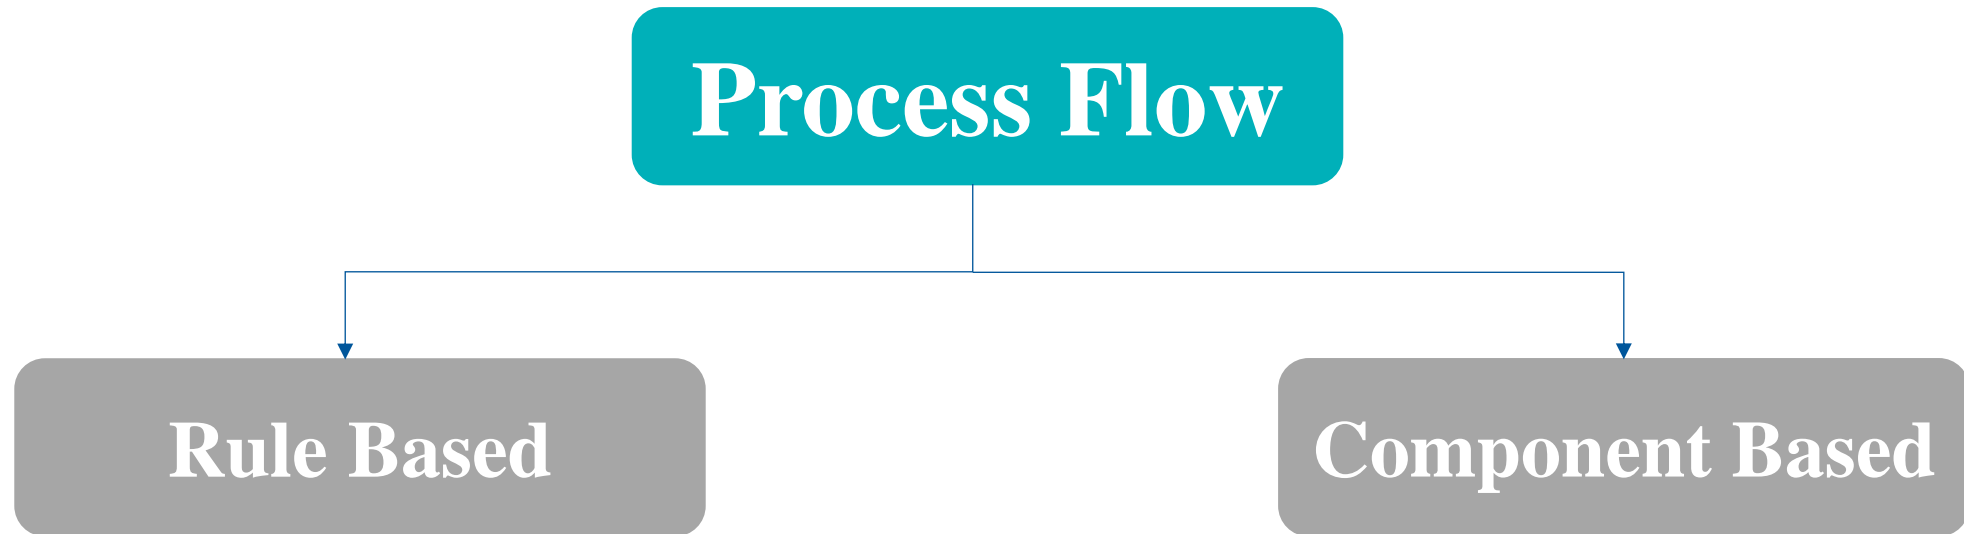 Process Flow
Rule Based
Component Based